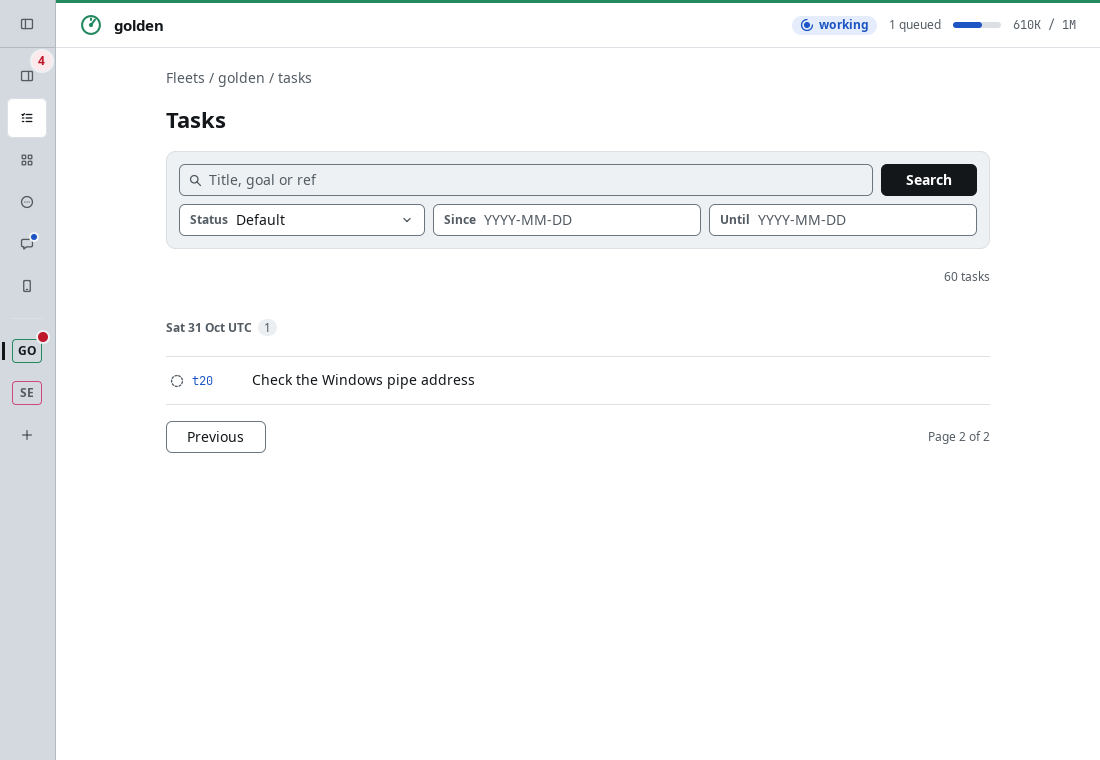 golden
working
1 queued
610K / 1M
4
Fleets / golden / tasks
Tasks
Title, goal or ref
Search
Status Default
Since YYYY-MM-DD
Until YYYY-MM-DD
60 tasks
Sat 31 Oct UTC 1
GO
t20 Check the Windows pipe address
SE
Previous
Page 2 of 2